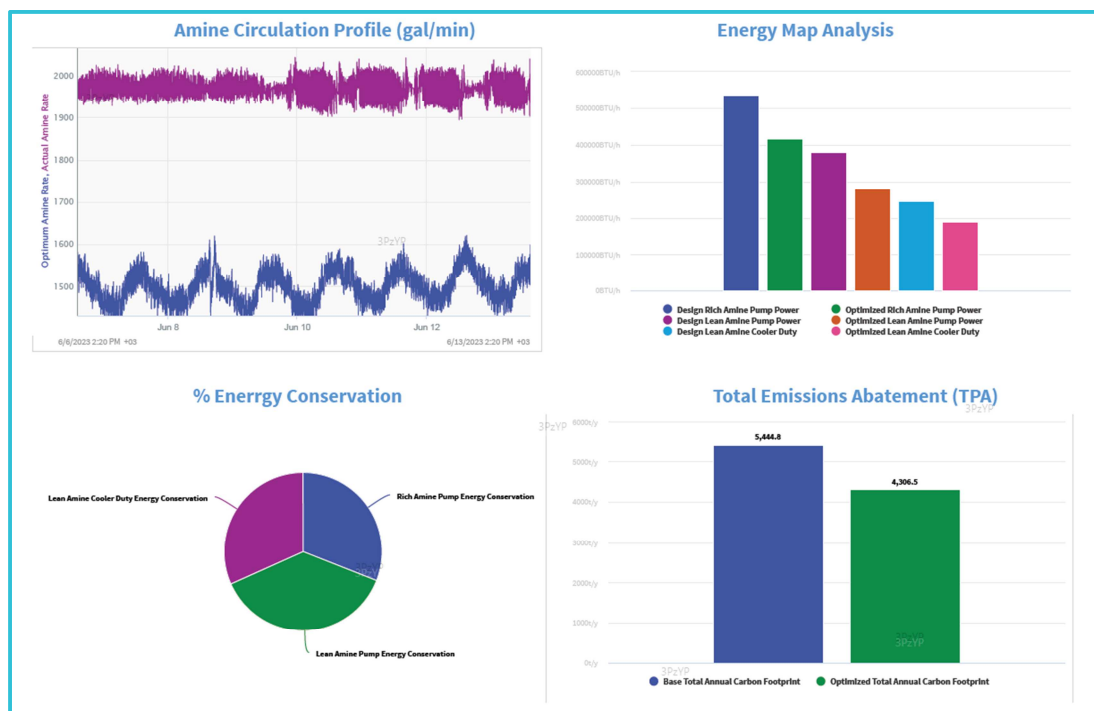 Amine Circulation Profile (gal/min)
Optimum Amine Rate, Actual Amine Rate
2000
1900
1800
1700
1600
1500
3PzYP
Jun 8
Jun 10
Jun 12
6/6/2023 2:20 PM +03
6/13/2023 2:20 PM +03
Energy Map Analysis
600000BTU/h
500000BTU/h
400000BTU/h
300000BTU/h
200000BTU/h
100000BTU/h
0BTU/h
Design Rich Amine Pump Power
Optimized Rich Amine Pump Power
Design Lean Amine Pump Power
Optimized Lean Amine Pump Power
Design Lean Amine Cooler Duty
Optimized Lean Amine Cooler Duty
% Enerrgy Conservation
Lean Amine Cooler Duty Energy Conservation
Rich Amine Pump Energy Conservation
3PzYP
Lean Amine Pump Energy Conservation
Total Emissions Abatement (TPA)
3PzYP
3PzYP
6000t/y
5000t/y
4000t/y
3000t/y
2000t/y
1000t/y
0t/y
5,444.8
4,306.5
3PzYP
3PzYP
Base Total Annual Carbon Footprint
Optimized Total Annual Carbon Footprint